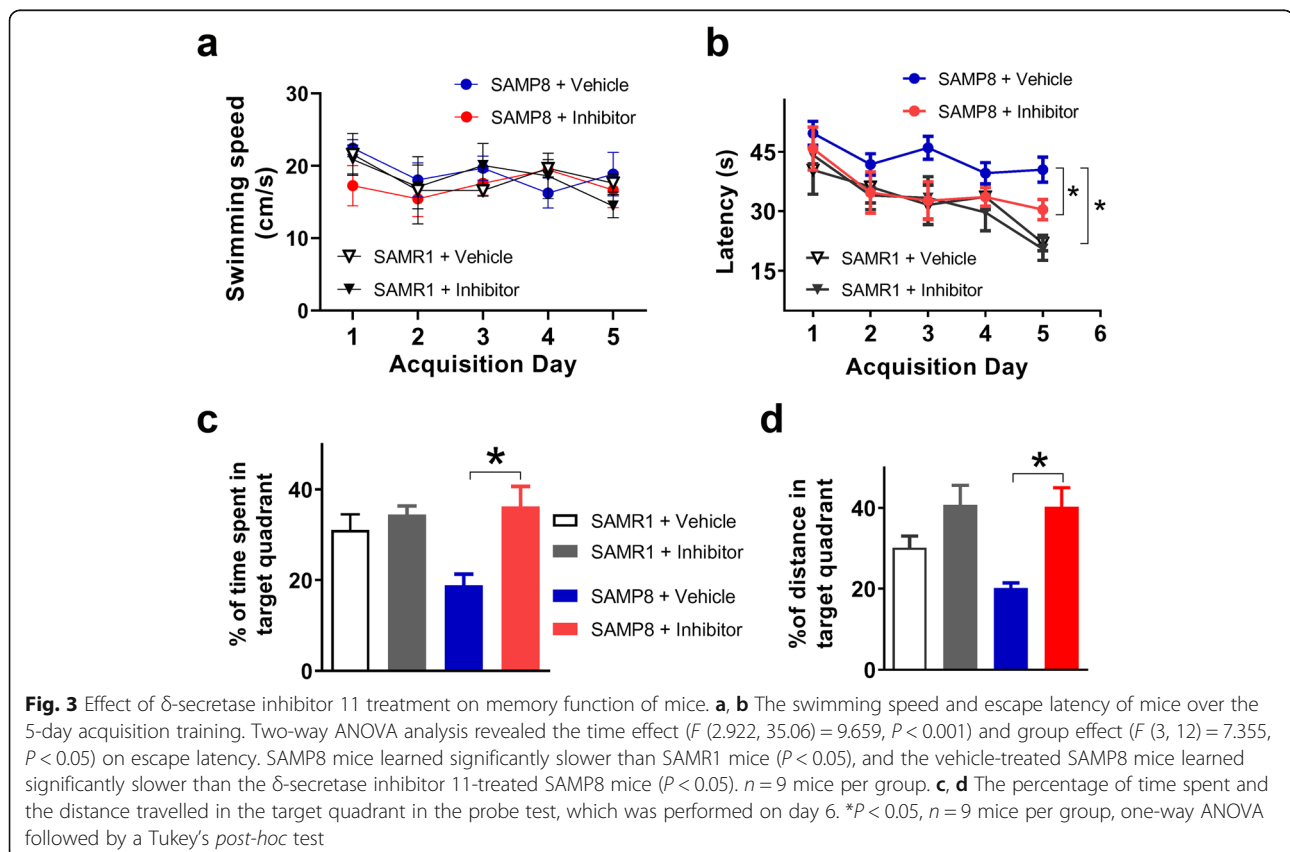 a
SAMP8 + Vehicle
SAMP8 + Inhibitor
Swimming speed
(cm/s)
30
20
10
0
SAMR1 + Vehicle
SAMR1 + Inhibitor
1 2 3 4 5
Acquisition Day
b
SAMP8 + Vehicle
SAMP8 + Inhibitor
Latency (s)
45
30
15
*
*
SAMR1 + Vehicle
SAMR1 + Inhibitor
1 2 3 4 5 6
Acquisition Day
c
% of time spent in
target quadrant
40
20
0
*
SAMR1 + Vehicle
SAMR1 + Inhibitor
SAMP8 + Vehicle
SAMP8 + Inhibitor
d
%of distance in
target quadrant
40
20
0
*
Fig. 3 Effect of δ-secretase inhibitor 11 treatment on memory function of mice. a, b The swimming speed and escape latency of mice over the
5-day acquisition training. Two-way ANOVA analysis revealed the time effect (F (2.922, 35.06) = 9.659, P < 0.001) and group effect (F (3, 12) = 7.355,
P < 0.05) on escape latency. SAMP8 mice learned significantly slower than SAMR1 mice (P < 0.05), and the vehicle-treated SAMP8 mice learned
significantly slower than the δ-secretase inhibitor 11-treated SAMP8 mice (P < 0.05). n = 9 mice per group. c, d The percentage of time spent and
the distance travelled in the target quadrant in the probe test, which was performed on day 6. *P < 0.05, n = 9 mice per group, one-way ANOVA
followed by a Tukey's post-hoc test